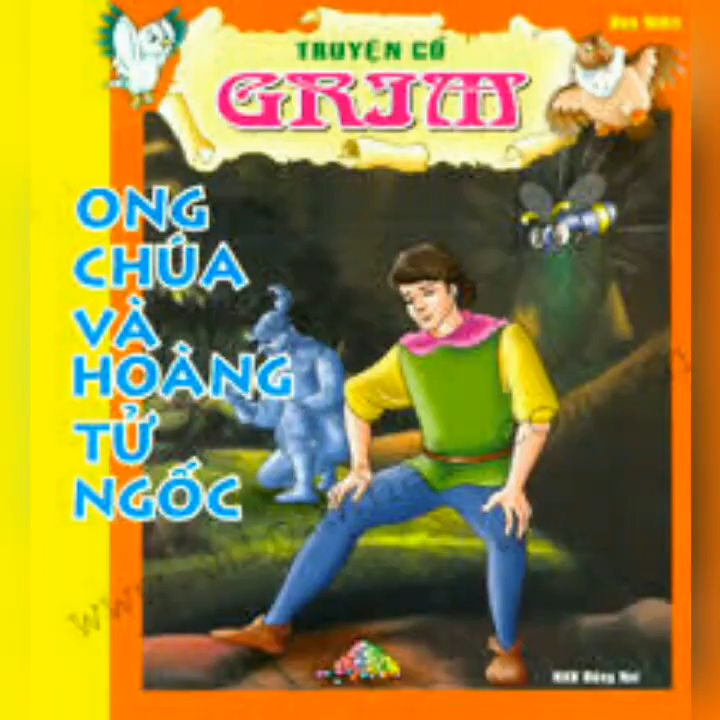 TRUYỆN CỔ
GRIM
ONG
CHÚA
VÀ
HOÀNG
TỬ
NGỐC